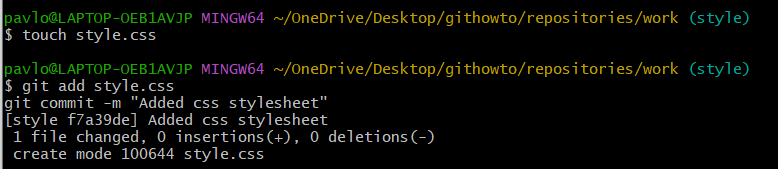 pavlo@LAPTOP-OEB1AVJP MINGW64 ~/OneDrive/Desktop/githowto/repositories/work (style)
$ touch style.css
pavlo@LAPTOP-OEB1AVJP MINGW64 ~/OneDrive/Desktop/githowto/repositories/work (style)
$ git add style.css
git commit -m "Added css stylesheet"
[style f7a39de] Added css stylesheet
 1 file changed, 0 insertions(+), 0 deletions(-)
 create mode 100644 style.css